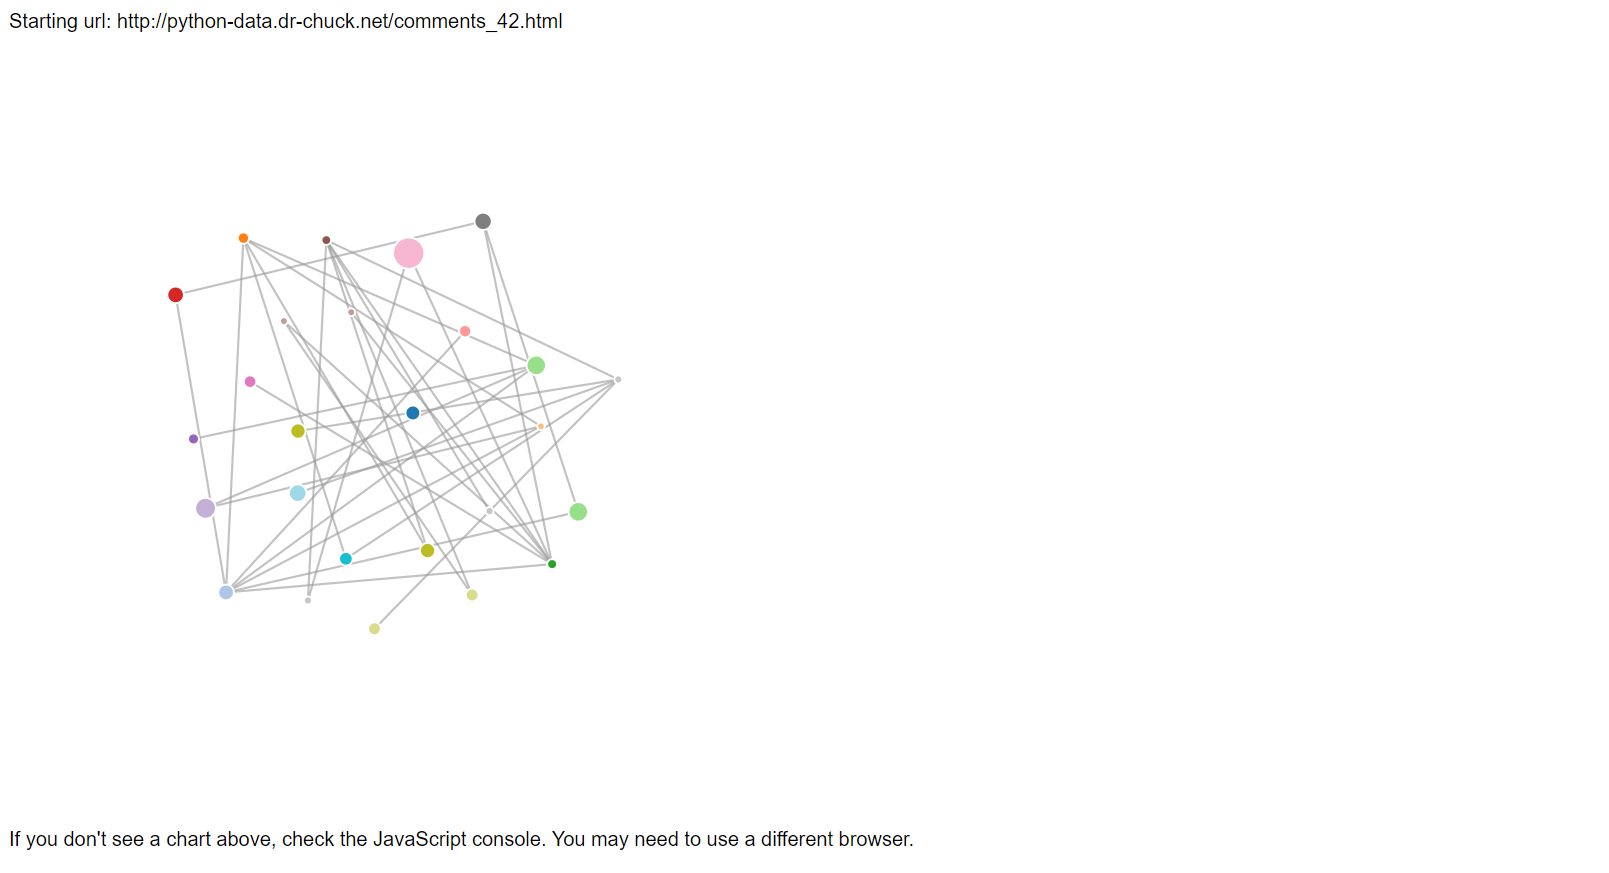 Starting url: http://python-data.dr-chuck.net/comments_42.html
If you don't see a chart above, check the JavaScript console. You may need to use a different browser.